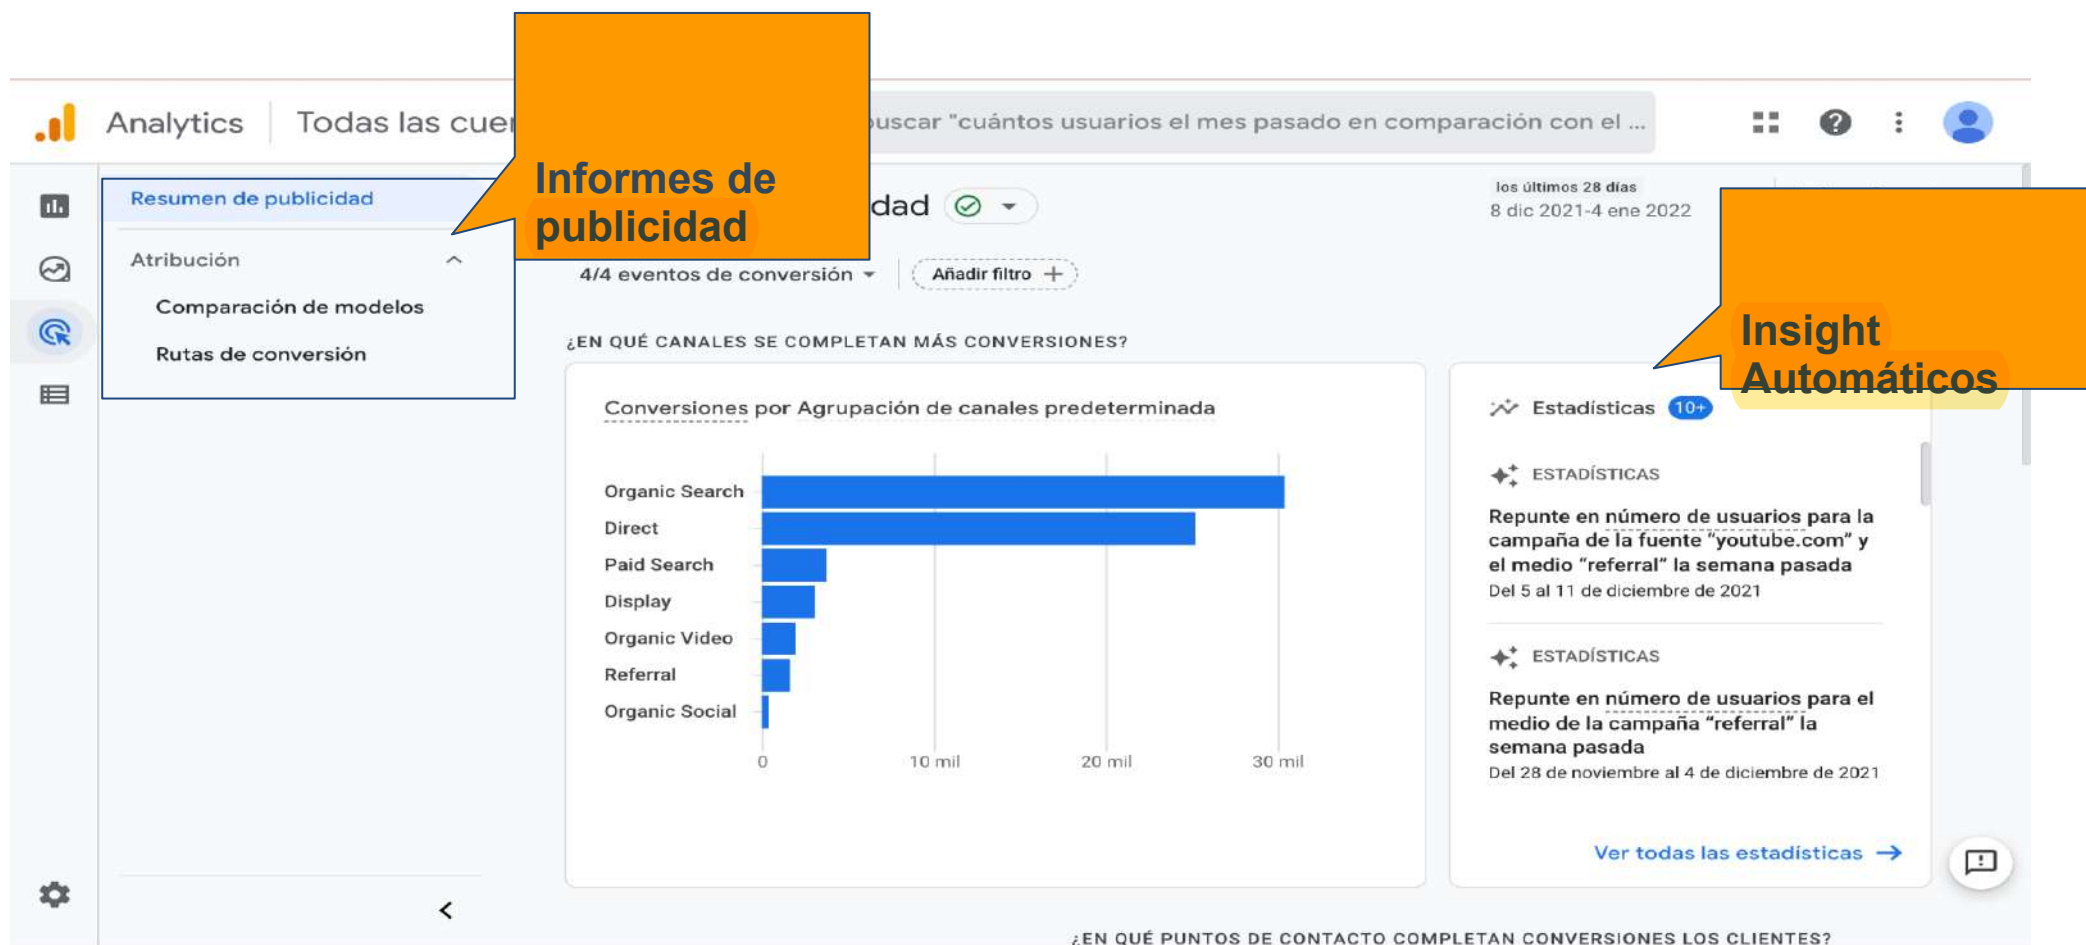 Analytics
Todas las cuen
buscar "cuántos usuarios el mes pasado en comparación con el ...
Informes de
publicidad
Resumen de publicidad
Atribución
Comparación de modelos
Rutas de conversión
dad
los últimos 28 días
8 dic 2021-4 ene 2022
4/4 eventos de conversión
Añadir filtro +
Insight
Automáticos
¿EN QUÉ CANALES SE COMPLETAN MÁS CONVERSIONES?
Conversiones por Agrupación de canales predeterminada
Organic Search
Direct
Paid Search
Display
Organic Video
Referral
Organic Social
0
10 mil
20 mil
30 mil
Estadísticas 10+
ESTADÍSTICAS
Repunte en número de usuarios para la
campaña de la fuente "youtube.com" y
el medio "referral" la semana pasada
Del 5 al 11 de diciembre de 2021
ESTADÍSTICAS
Repunte en número de usuarios para el
medio de la campaña "referral" la
semana pasada
Del 28 de noviembre al 4 de diciembre de 2021
Ver todas las estadísticas →
¿EN QUÉ PUNTOS DE CONTACTO COMPLETAN CONVERSIONES LOS CLIENTES?